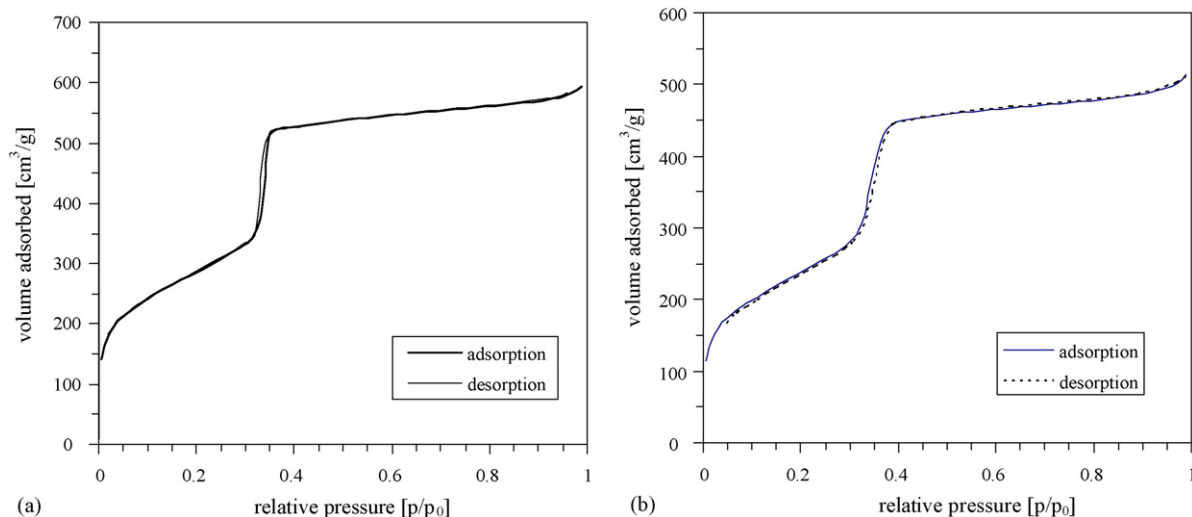 700
600
500
400
300
200
100
0
volume adsorbed [cm³/g]
adsorption
desorption
0
0.2
0.4
0.6
0.8
1
relative pressure [p/p₀]
(a)
600
500
400
300
200
100
0
volume adsorbed [cm³/g]
adsorption
desorption
0
0.2
0.4
0.6
0.8
1
relative pressure [p/p₀]
(b)